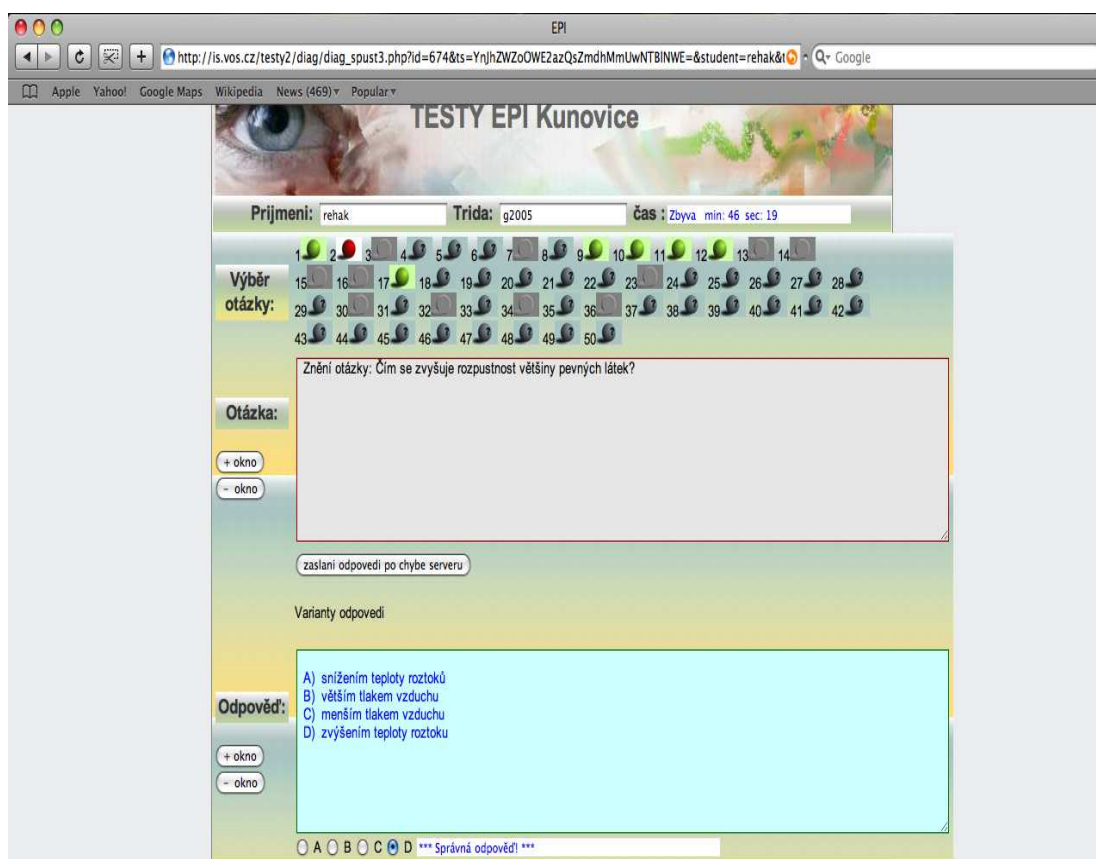 EPI
http://is.vos.cz/testy2/diag/diag_spust3.php?id=674&ts=YnJhZWZoOWE2azQsZmdhMmUwNTBlNWE=&student=rehak&t
Google
Apple Yahoo! Google Maps Wikipedia News (469) Popular
TESTY EPI Kunovice
Prijmeni: rehak Trida: g2005 čas : Zbyva min: 46 sec: 19
1 2 3 4 5 6 7 8 9 10 11 12 13 14
Výběr otázky:
15 16 17 18 19 20 21 22 23 24 25 26 27 28
29 30 31 32 33 34 35 36 37 38 39 40 41 42
43 44 45 46 47 48 49 50
Znění otázky: Čím se zvyšuje rozpustnost většiny pevných látek?
Otázka:
+ okno
- okno
zaslani odpovedi po chybe serveru
Varianty odpovedi
A) snížením teploty roztoků
B) větším tlakem vzduchu
C) menším tlakem vzduchu
D) zvýšením teploty roztoku
Odpověď:
+ okno
- okno
A B C D *** Správná odpověď! ***